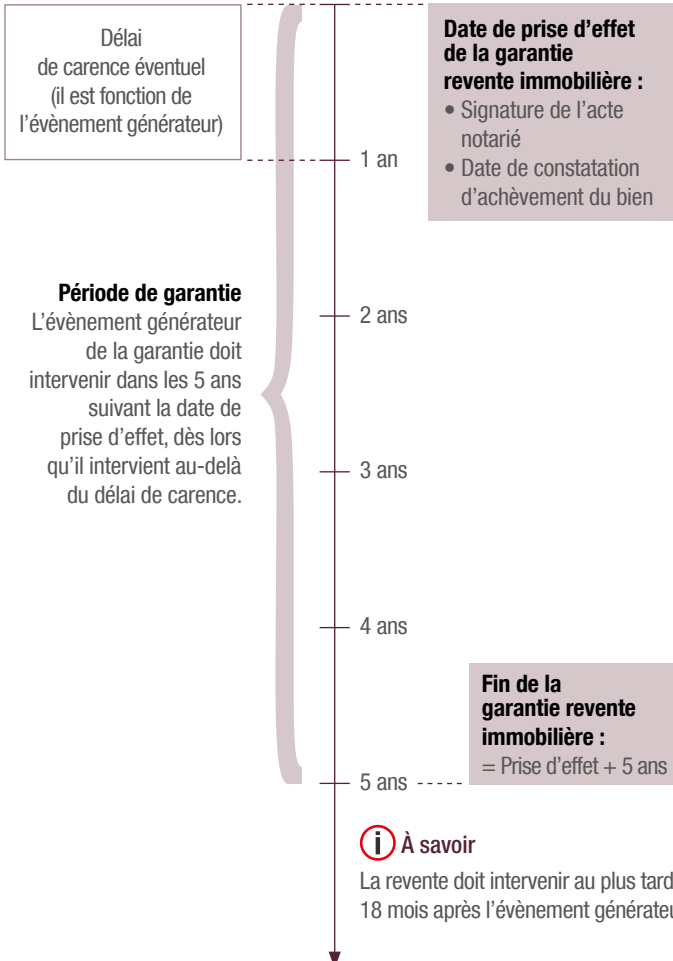 Délai
de carence éventuel
(il est fonction de
l’évènement générateur)
Date de prise d’effet
de la garantie
revente immobilière :
• Signature de l’acte
notarié
• Date de constatation
d’achèvement du bien
1 an
Période de garantie
L’évènement générateur
de la garantie doit
intervenir dans les 5 ans
suivant la date de
prise d’effet, dès lors
qu’il intervient au-delà
du délai de carence.
2 ans
3 ans
4 ans
Fin de la
garantie revente
immobilière :
= Prise d’effet + 5 ans
5 ans
i À savoir
La revente doit intervenir au plus tard
18 mois après l’évènement générateu